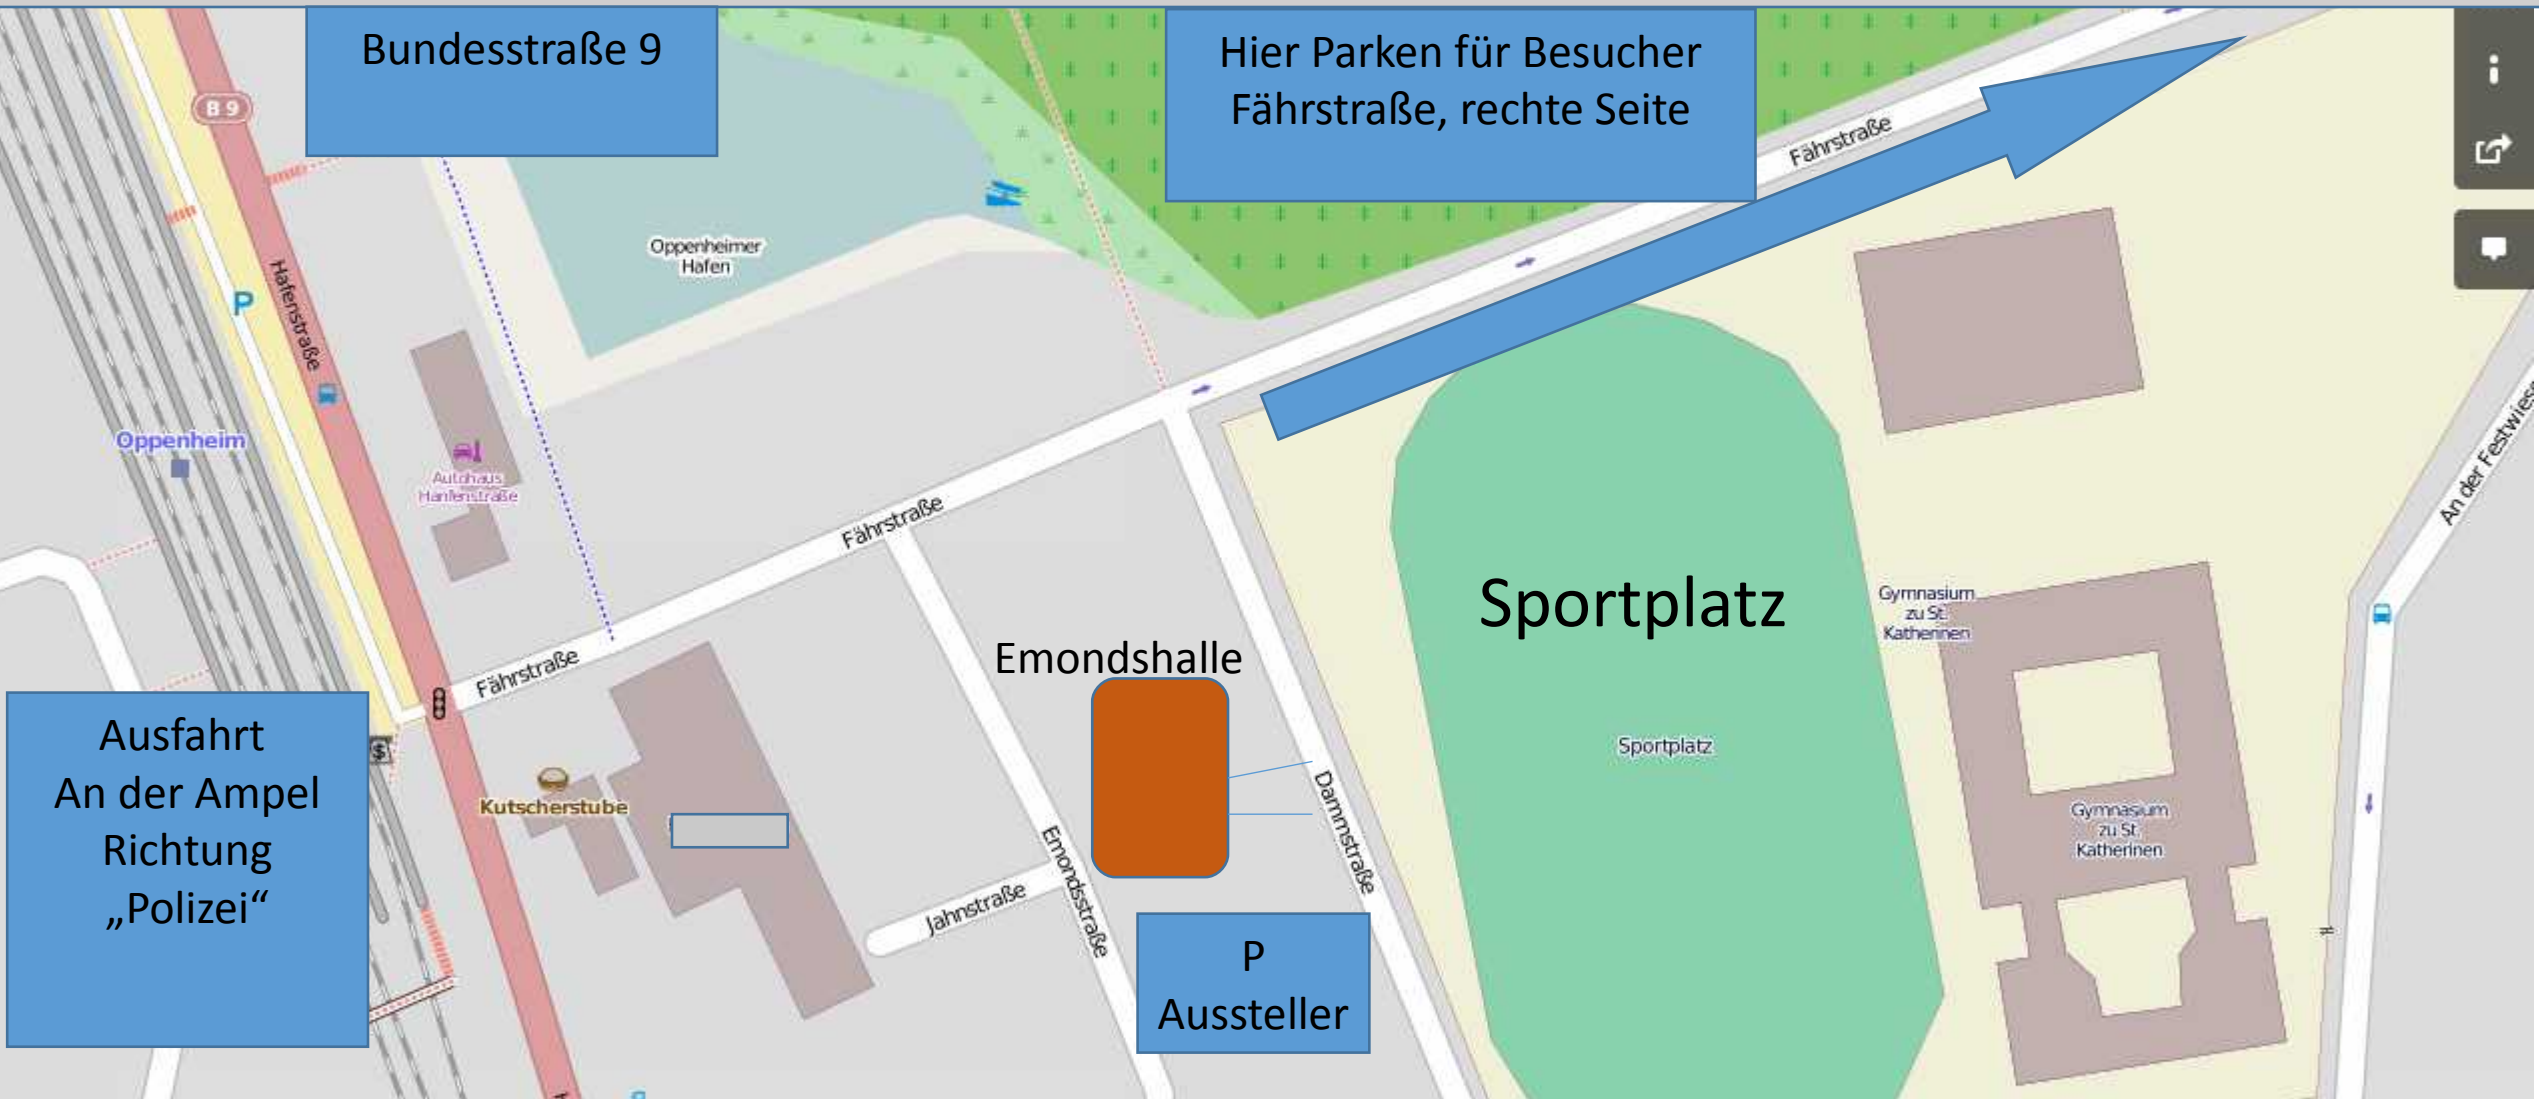 Bundesstraße 9
Hier Parken für Besucher
Fährstraße, rechte Seite
B 9
Fährstraße
Oppenheimer
Hafen
Hafenstraße
P
Oppenheim
Autohaus
Hanfenstraße
An der Festwiese
Fährstraße
Sportplatz
Gymnasium
zu St.
Katherinen
Emondshalle
Fährstraße
Ausfahrt
An der Ampel
Richtung
„Polizei“
$
Kutscherstube
Sportplatz
Dammstraße
Gymnasium
zu St.
Katherinen
Emondsstraße
Jahnstraße
P
Aussteller